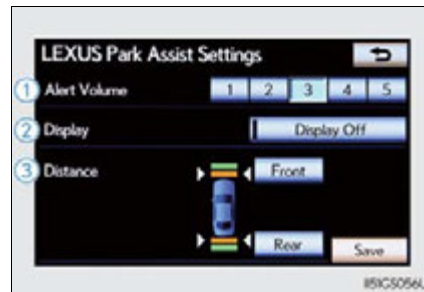 LEXUS Park Assist Settings
1 Alert Volume 1 2 3 4 5
2 Display Display Off
3 Distance Front
Rear Save